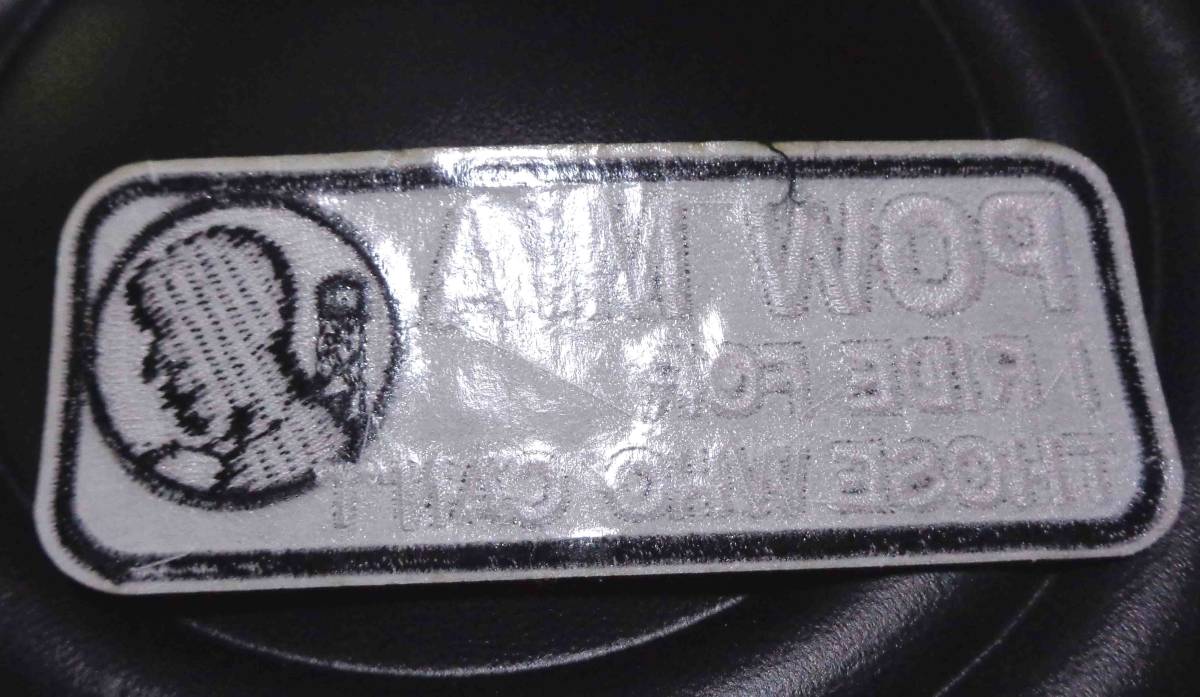 POW MIA
I RIDE FOR
THOSE WHO CAN'T